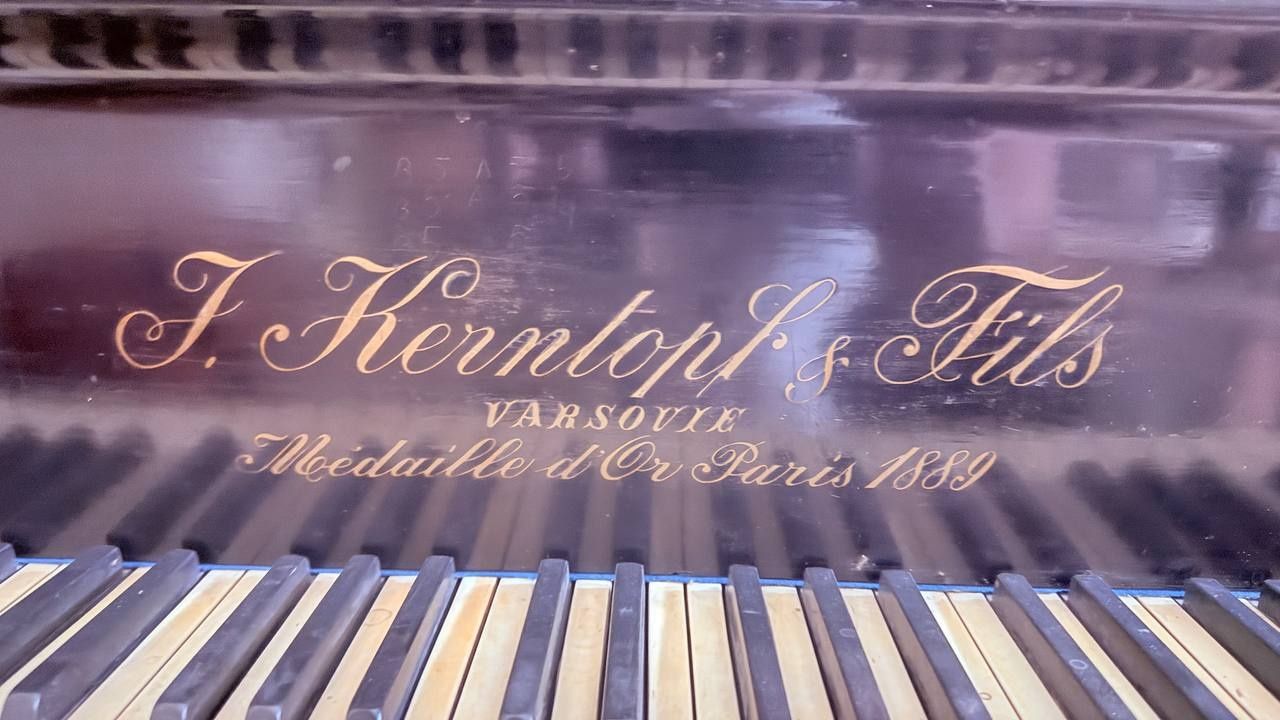 J. Kerntopf & Fils
VARSOVIE
Médaille d'Or Paris 1889